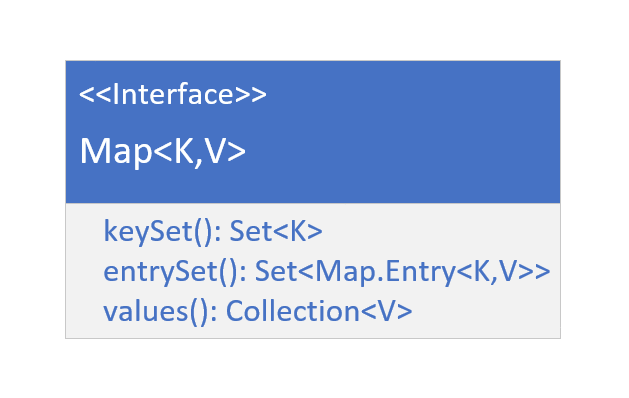 <<Interface>>
Map<K,V>
keySet(): Set<K>
entrySet(): Set<Map.Entry<K,V>>
values(): Collection<V>